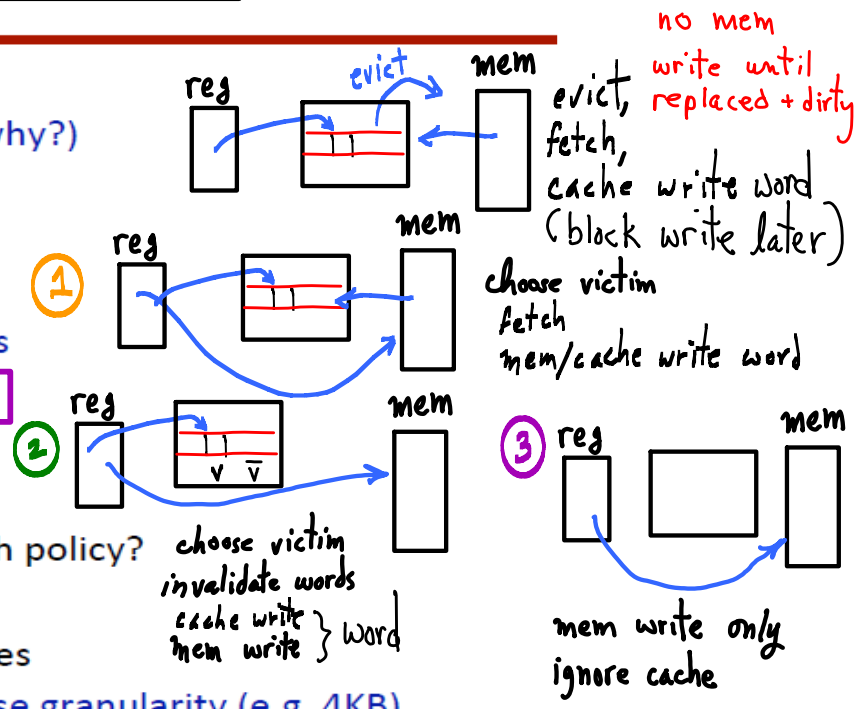 no mem
write until
replaced + dirty
evict
reg
mem
why?)
evict,
fetch,
cache write word
(block write later)
reg
mem
1
choose victim
fetch
mem/cache write word
s
reg
mem
2
V V̅
3
reg
mem
h policy?
choose victim
invalidate words
cache write
mem write } word
mem write only
ignore cache
es
se granularity (e.g. 4KB)